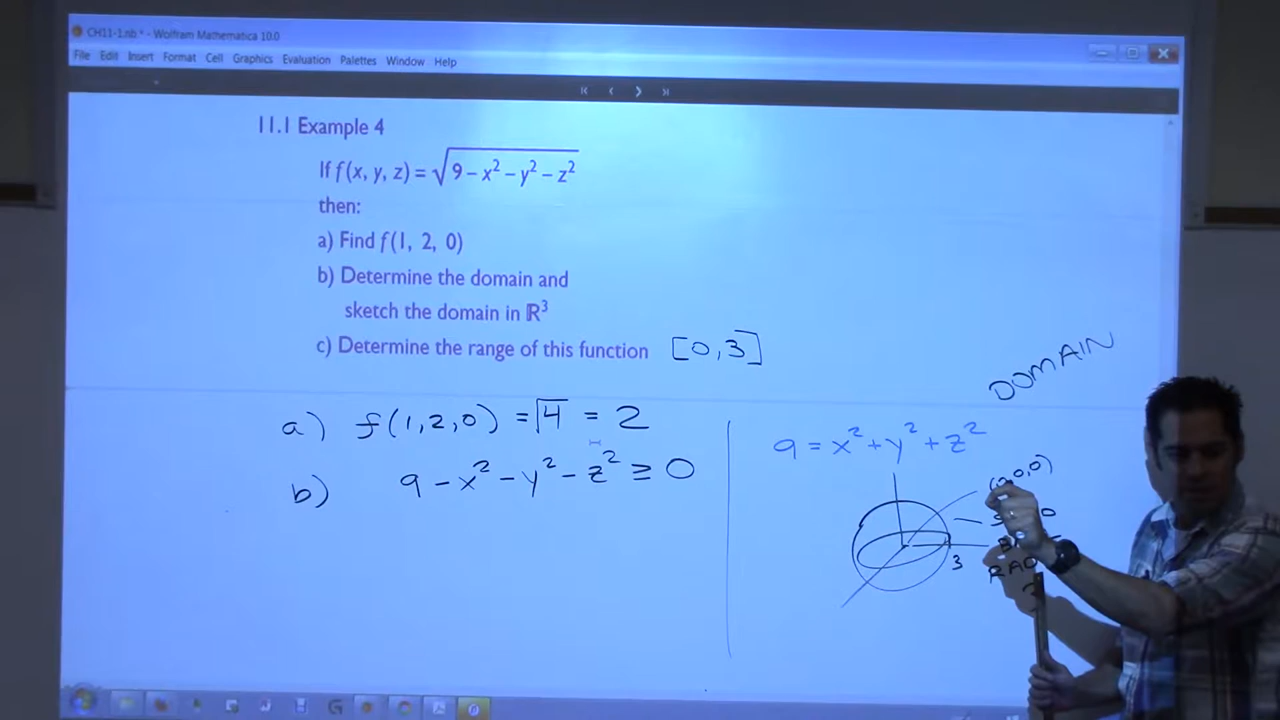 CH11-1.nb * - Wolfram Mathematica 10.0
File Edit Insert Format Cell Graphics Evaluation Palettes Window Help
11.1 Example 4
If f(x, y, z) = √(9 – x² – y² – z²)
then:
a) Find f(1, 2, 0)
b) Determine the domain and
sketch the domain in ℝ³
c) Determine the range of this function [0,3]
DOMAIN
a) f(1,2,0) = √4 = 2
9 = x² + y² + z²
b) 9 - x² - y² - z² ≥ 0
3